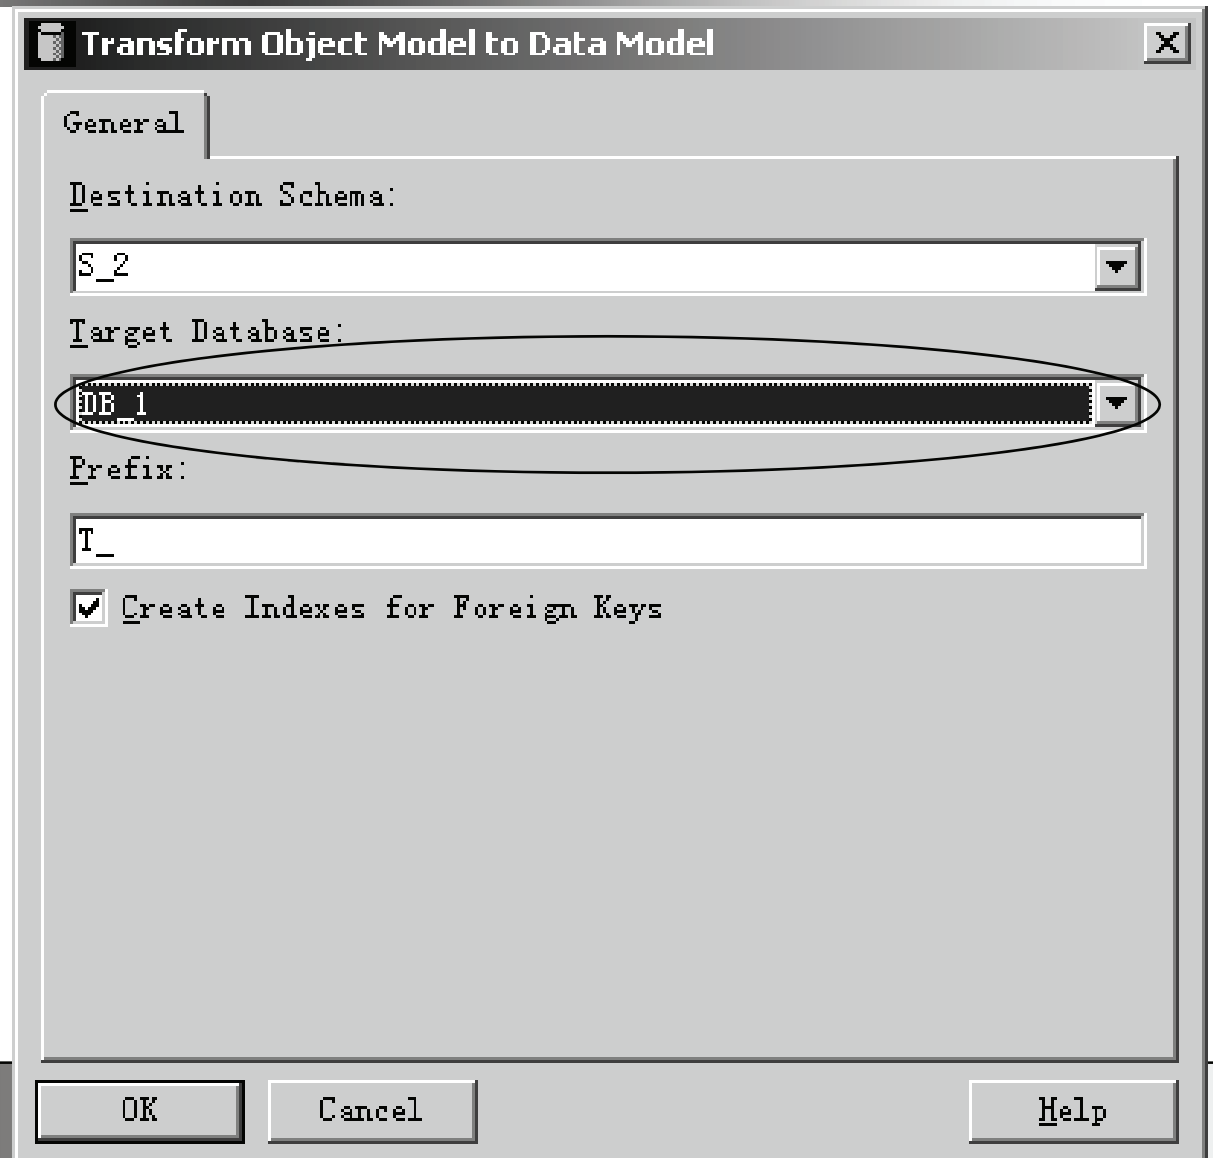 Transform Object Model to Data Model
General
Destination Schema:
S_2
Target Database:
DB_1
Prefix:
T_
Create Indexes for Foreign Keys
OK
Cancel
Help